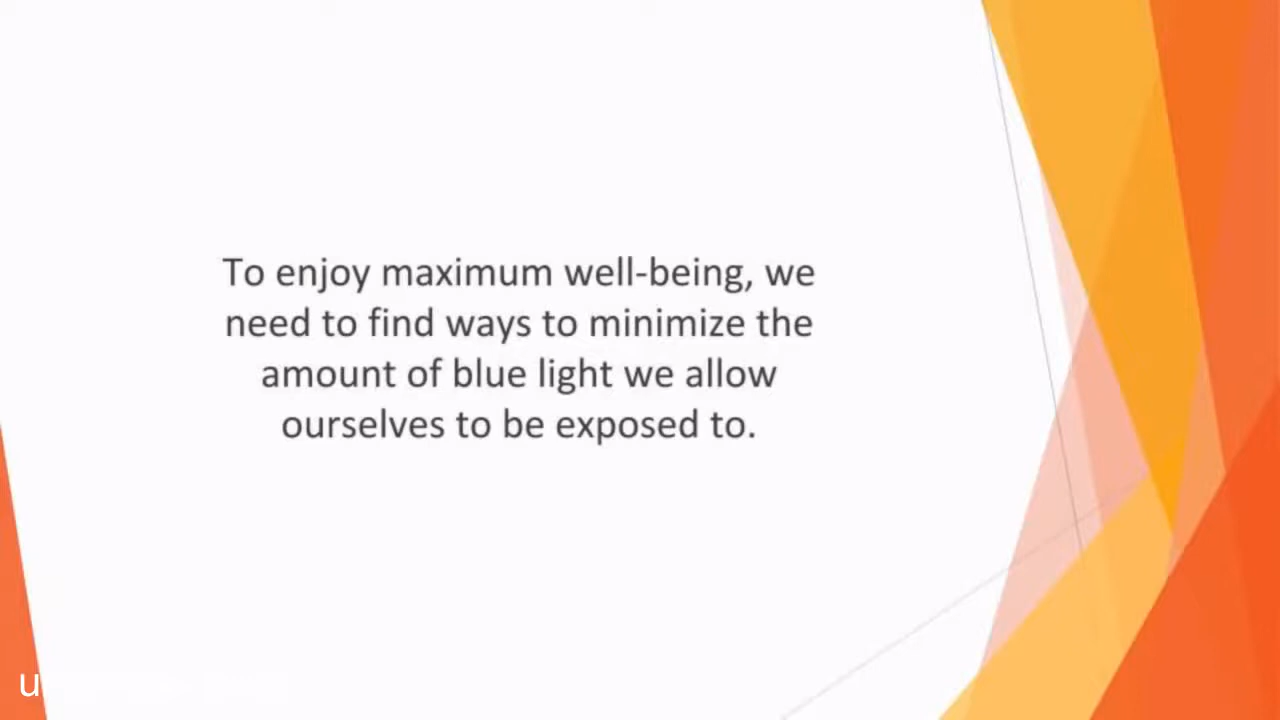 To enjoy maximum well-being, we
need to find ways to minimize the
amount of blue light we allow
ourselves to be exposed to.